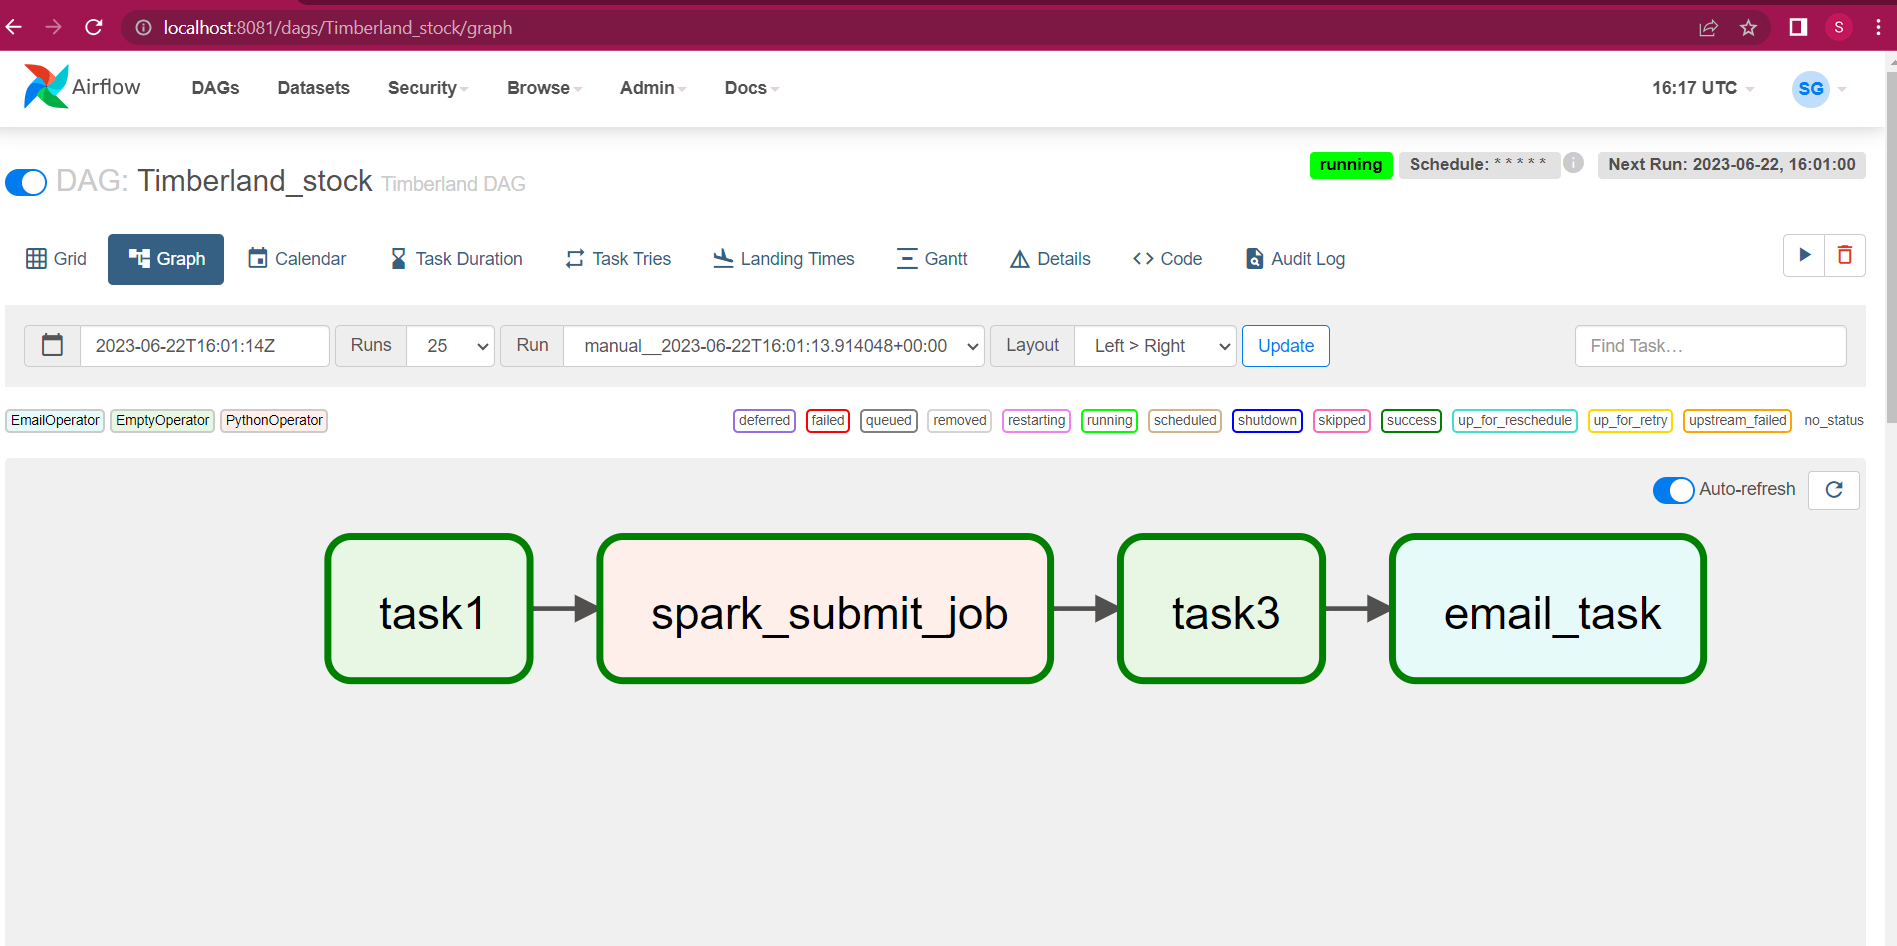 localhost:8081/dags/Timberland_stock/graph
S
Airflow DAGs Datasets Security Browse Admin Docs 16:17 UTC SG
running Schedule: * * * * * i Next Run: 2023-06-22, 16:01:00
DAG: Timberland_stock Timberland DAG
Grid Graph Calendar Task Duration Task Tries Landing Times Gantt Details Code Audit Log
2023-06-22T16:01:14Z Runs 25 Run manual__2023-06-22T16:01:13.914048+00:00 Layout Left > Right Update Find Task…
EmailOperator EmptyOperator PythonOperator deferred failed queued removed restarting running scheduled shutdown skipped success up_for_reschedule up_for_retry upstream_failed no_status
Auto-refresh
task1 spark_submit_job task3 email_task